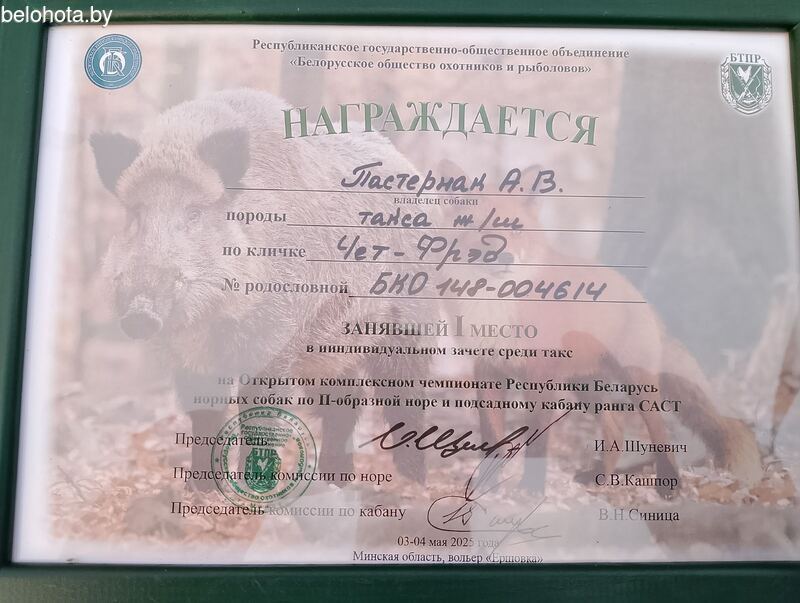 belohota.by
Республиканское государственно-общественное объединение
«Белорусское общество охотников и рыболовов»
БТПР
НАГРАЖДАЕТСЯ
Пастернак А.В.
владелец собаки
породы такса ж/ш
по кличке Чет-Фрэд
№ родословной БКО 148-004614
ЗАНЯВШЕЙ I МЕСТО
в индивидуальном зачете среди такс
на Открытом комплексном чемпионате Республики Беларусь
норных собак по П-образной норе и подсадному кабану ранга САСТ
Председатель И.А.Шуневич
Председатель комиссии по норе С.В.Кашпор
Председатель комиссии по кабану В.Н.Синица
БТПР
03-04 мая 2025 года
Минская область, вольер «Ершовка»